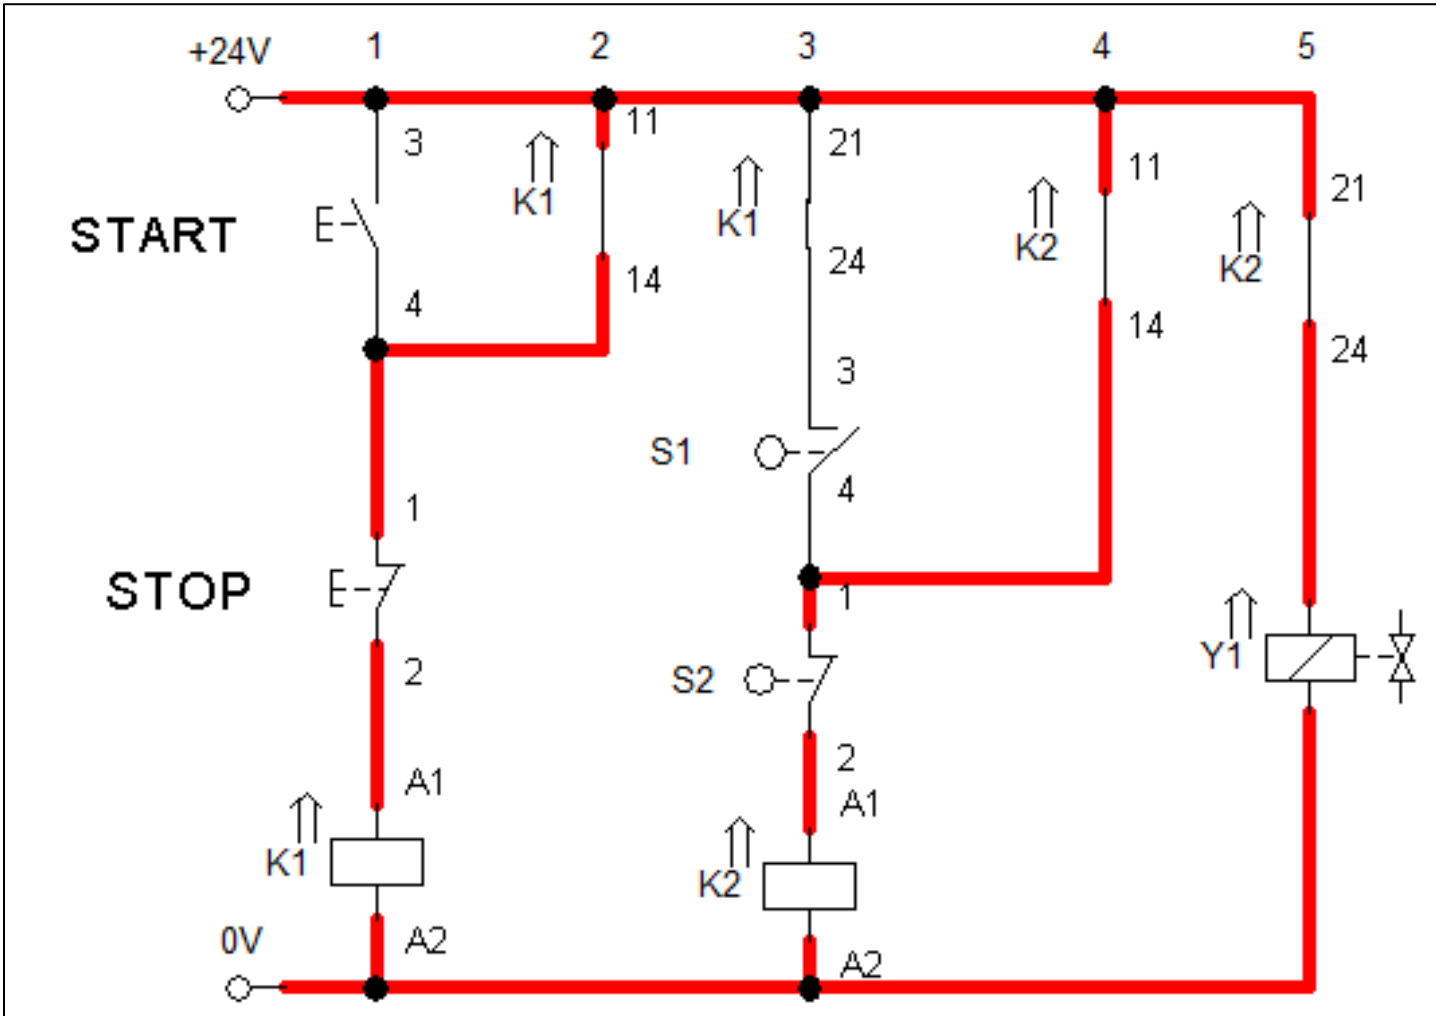 +24V 1 2 3 4 5
3 11 21 11 21
K1 K1 K2 K2
START
4 14 24 14 24
3
S1
4
1 1
STOP
2 S2 Y1
2
A1 A1
K1 K2
0V A2 A2